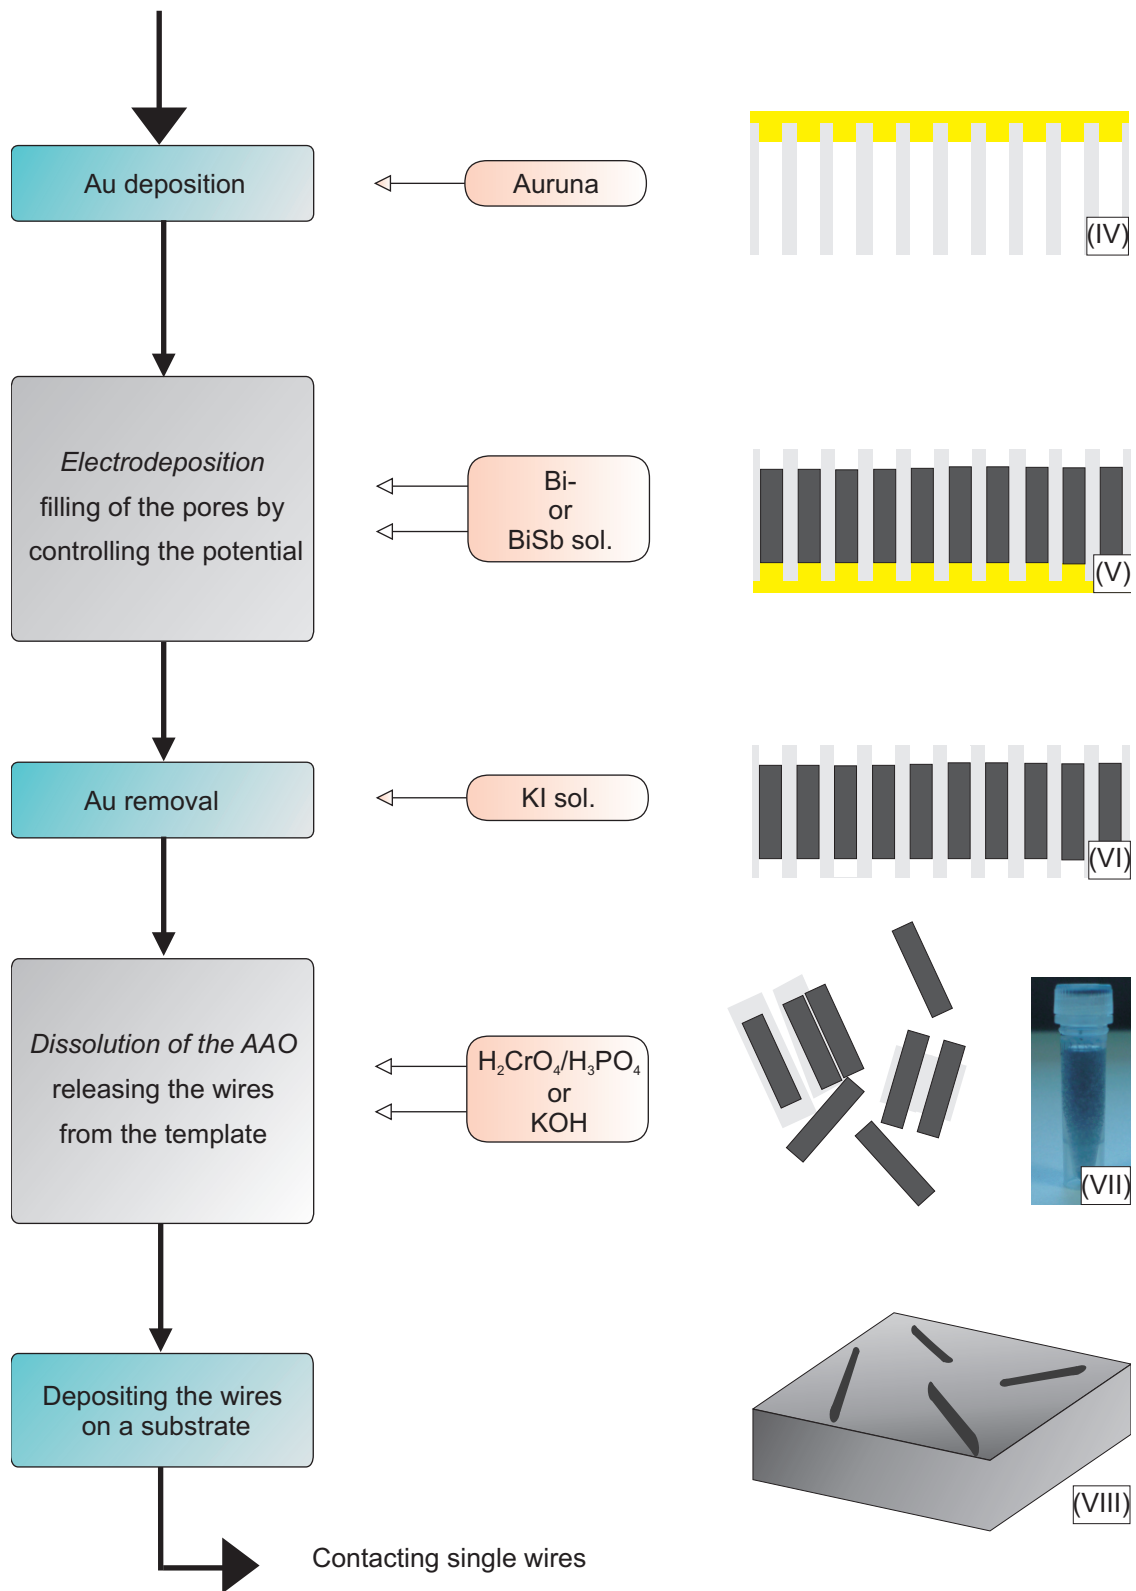 Au deposition
Auruna
(IV)
Electrodeposition
filling of the pores by
controlling the potential
Bi-
or
BiSb sol.
(V)
Au removal
KI sol.
(VI)
Dissolution of the AAO
releasing the wires
from the template
H₂CrO₄/H₃PO₄
or
KOH
(VII)
Depositing the wires
on a substrate
(VIII)
Contacting single wires